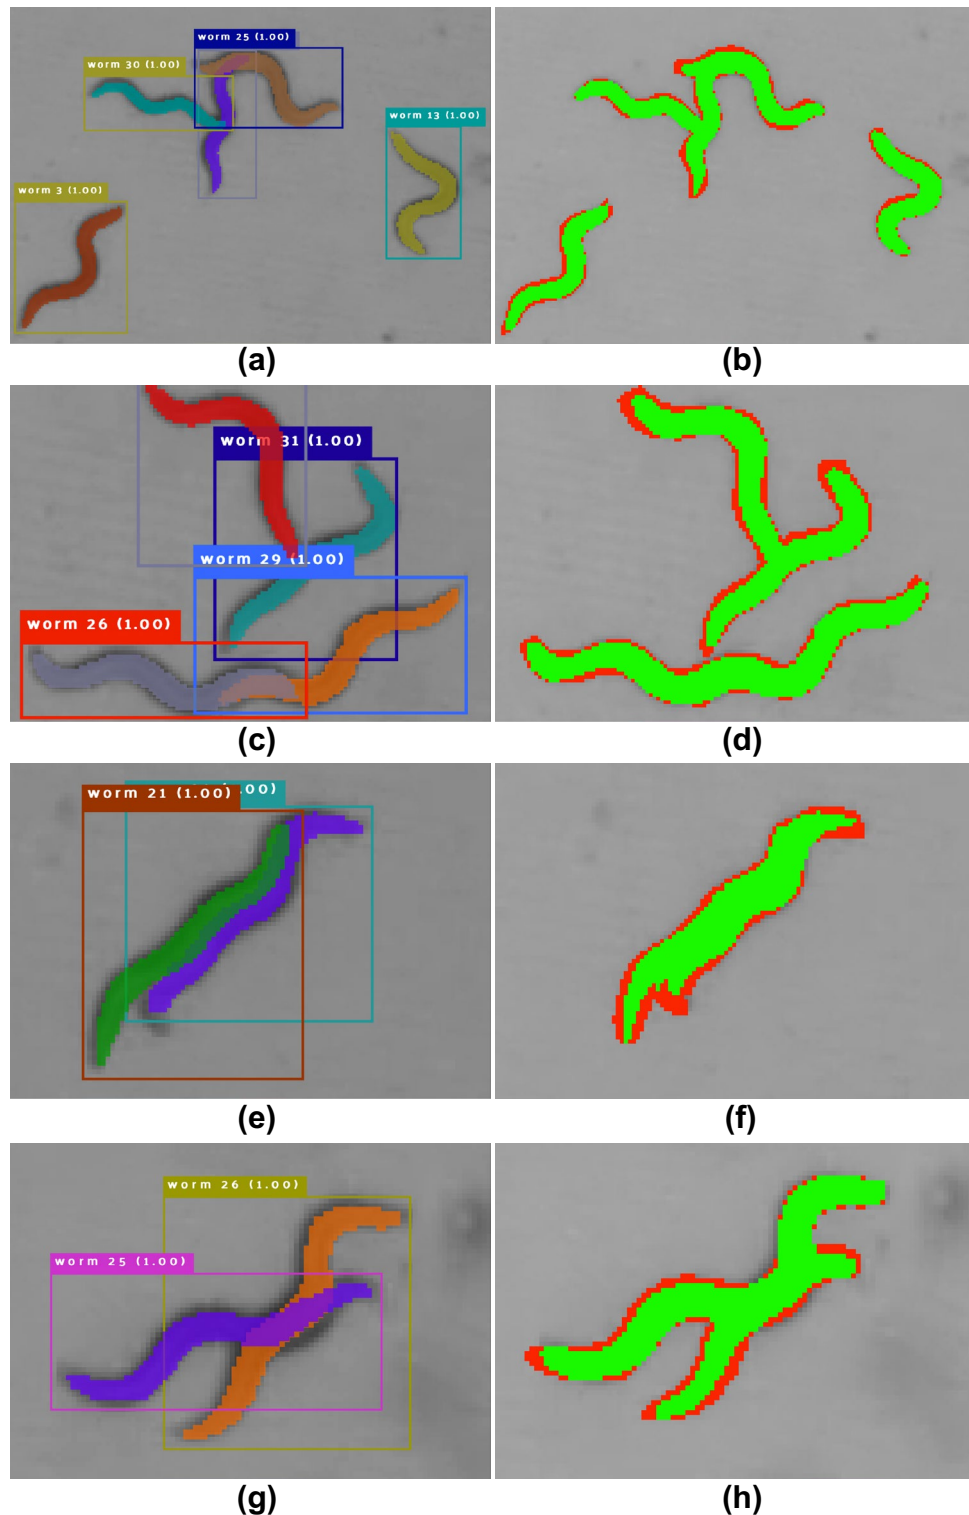 worm 25 (1.00)
worm 30 (1.00)
worm 13 (1.00)
worm 3 (1.00)
(a)
(b)
worm 31 (1.00)
worm 29 (1.00)
worm 26 (1.00)
(c)
(d)
worm 21 (1.00)
.00)
(e)
(f)
worm 26 (1.00)
worm 25 (1.00)
(g)
(h)